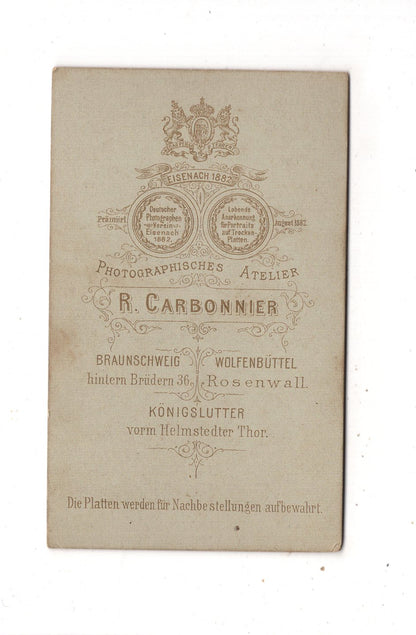 EISENACH 1882
Prämiirt
Deutscher
Photographen
Verein
Eisenach
1882.
Lobende
Anerkennung
für Portraits
auf Trocken-
Platten.
August 1882.
PHOTOGRAPHISCHES ATELIER
R. CARBONNIER
BRAUNSCHWEIG WOLFENBÜTTEL
hintern Brüdern 36. Rosenwall.
KÖNIGSLUTTER
vorm Helmstedter Thor.
Die Platten werden für Nachbestellungen aufbewahrt.